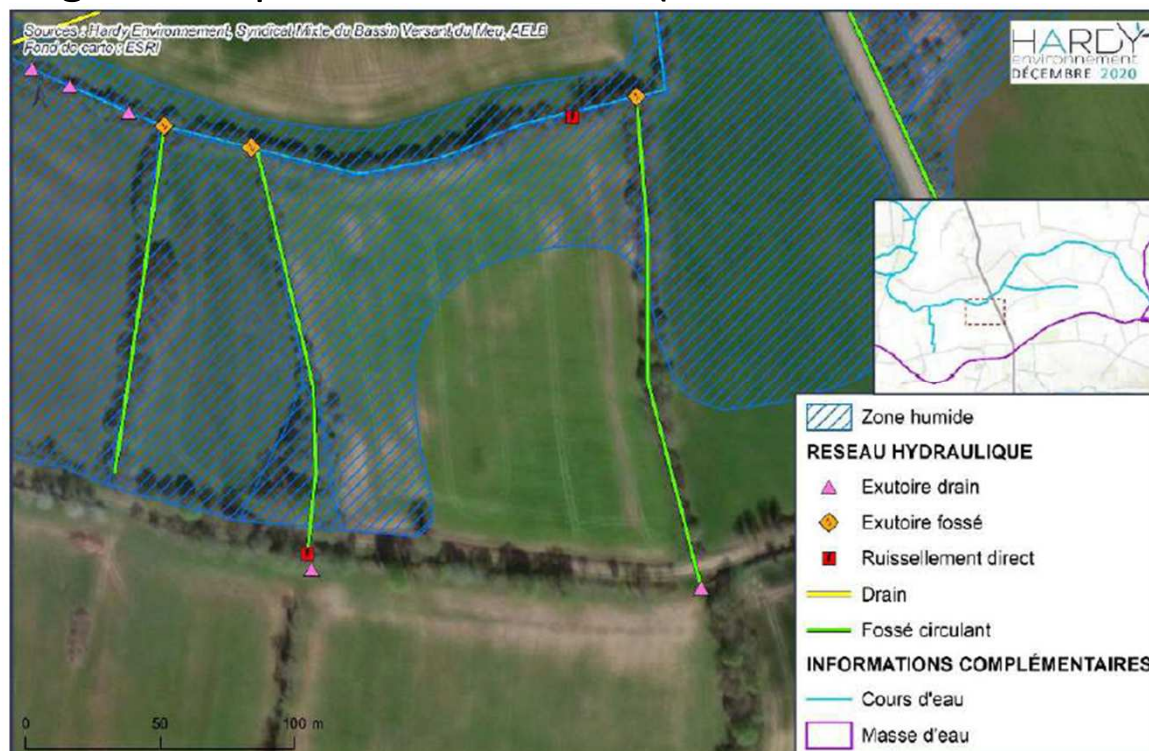 Sources : Hardy Environnement, Syndical Mixte du Bassin Versant du Meu, AELB
Fond de carto : ESRI
HARDY
environnement
DÉCEMBRE 2020
Zone humide
RESEAU HYDRAULIQUE
Exutoire drain
Exutoire fossé
Ruissellement direct
Drain
Fossé circulant
INFORMATIONS COMPLÉMENTAIRES
Cours d'eau
Masse d'eau
0 50 100 m